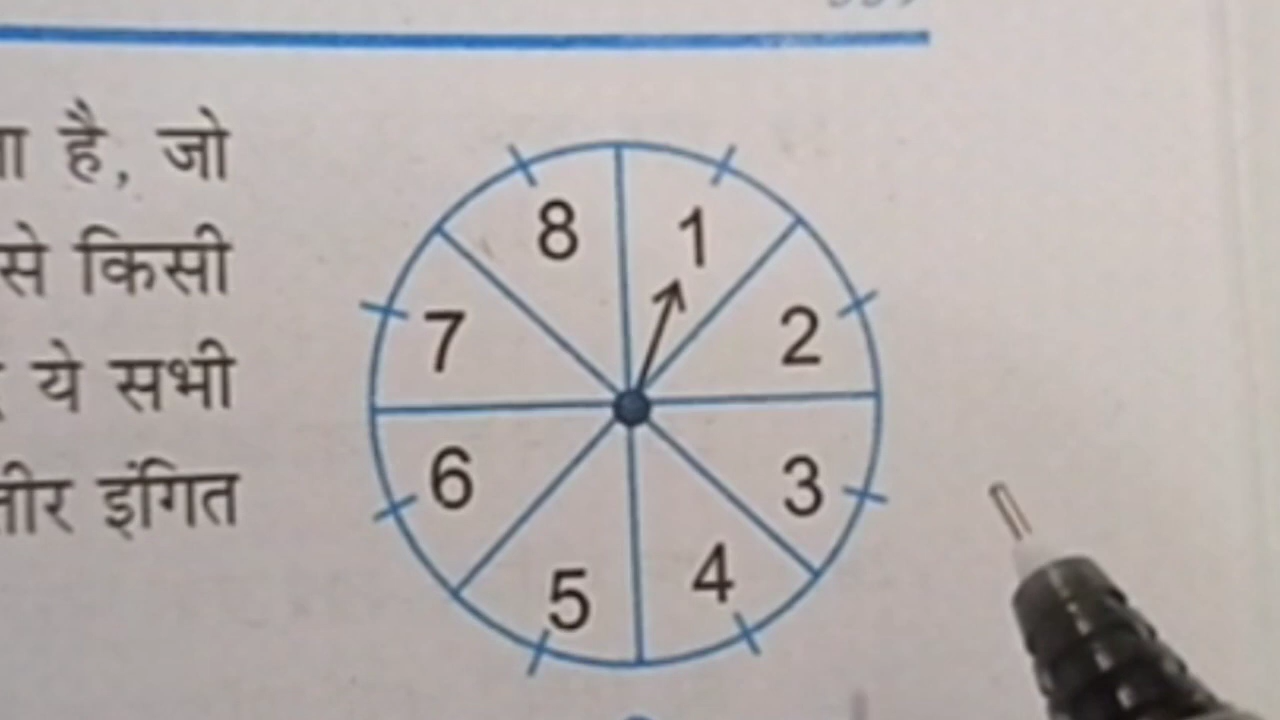 है, जो
से किसी
ये सभी
तीर इंगित
8 1
7 2
6 3
5 4